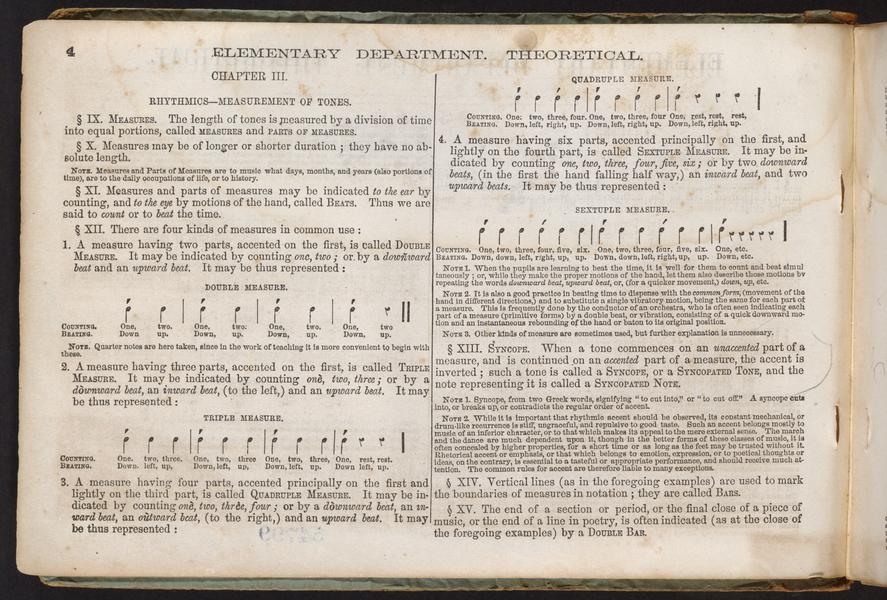 4
ELEMENTARY DEPARTMENT. THEORETICAL.
CHAPTER III.
RHYTHMICS—MEASUREMENT OF TONES.
§ IX. MEASURES. The length of tones is measured by a division of time
into equal portions, called MEASURES and PARTS OF MEASURES.
§ X. Measures may be of longer or shorter duration ; they have no ab-
solute length.
NOTE. Measures and Parts of Measures are to music what days, months, and years (also portions of
time), are to the daily occupations of life, or to history.
§ XI. Measures and parts of measures may be indicated to the ear by
counting, and to the eye by motions of the hand, called BEATS. Thus we are
said to count or to beat the time.
§ XII. There are four kinds of measures in common use :
1. A measure having two parts, accented on the first, is called DOUBLE
MEASURE. It may be indicated by counting one, two ; or by a downward
beat and an upward beat. It may be thus represented :
DOUBLE MEASURE.
COUNTING. One, two. One, two: One, two. One, two
BEATING. Down up. Down, up. Down, up. Down, up.
NOTE. Quarter notes are here taken, since in the work of teaching it is more convenient to begin with
these.
2. A measure having three parts, accented on the first, is called TRIPLE
MEASURE. It may be indicated by counting one, two, three ; or by a
downward beat, an inward beat, (to the left,) and an upward beat. It may
be thus represented :
TRIPLE MEASURE.
COUNTING. One. two, three. One, two, three One, two, three, One, rest, rest.
BEATING. Down. left, up, Down, left, up. Down, left, up. Down left, up.
3. A measure having four parts, accented principally on the first and
lightly on the third part, is called QUADRUPLE MEASURE. It may be in-
dicated by counting one, two, three, four ; or by a downward beat, an in-
ward beat, an outward beat, (to the right,) and an upward beat. It may
be thus represented :
QUADRUPLE MEASURE.
COUNTING. One. two, three, four. One, two, three, four One, rest, rest, rest,
BEATING. Down, left, right, up. Down, left, right, up. Down, left, right, up.
4. A measure having six parts, accented principally on the first, and
lightly on the fourth part, is called SEXTUPLE MEASURE. It may be in-
dicated by counting one, two, three, four, five, six ; or by two downward
beats, (in the first the hand falling half way,) an inward beat, and two
upward beats. It may be thus represented :
SEXTUPLE MEASURE.
COUNTING. One, two, three, four, five, six. One, two, three, four, five, six. One, etc.
BEATING. Down, down, left, right, up, up. Down, down, left, right, up, up. Down, etc.
NOTE 1. When the pupils are learning to beat the time, it is well for them to count and beat simul
taneously ; or, while they make the proper motions of the hand, let them also describe those motions by
repeating the words downward beat, upward beat, or, (for a quicker movement,) down, up, etc.
NOTE 2. It is also a good practice in beating time to dispense with the common form, (movement of the
hand in different directions,) and to substitute a single vibratory motion, being the same for each part of
a measure. This is frequently done by the conductor of an orchestra, who is often seen indicating each
part of a measure (primitive forms) by a double beat, or vibration, consisting of a quick downward mo-
tion and an instantaneous rebounding of the hand or baton to its original position.
NOTE 3. Other kinds of measure are sometimes used, but further explanation is unnecessary.
§ XIII. SYNCOPE. When a tone commences on an unaccented part of a
measure, and is continued on an accented part of a measure, the accent is
inverted ; such a tone is called a SYNCOPE, or a SYNCOPATED TONE, and the
note representing it is called a SYNCOPATED NOTE.
NOTE 1. Syncope, from two Greek words, signifying "to cut into," or "to cut off." A syncope cuts
into, or breaks up, or contradicts the regular order of accent.
NOTE 2. While it is important that rhythmic accent should be observed, its constant mechanical, or
drum-like recurrence is stiff, ungraceful, and repulsive to good taste. Such an accent belongs mostly to
music of an inferior character, or to that which makes its appeal to the mere external sense. The march
and the dance are much dependent upon it, though in the better forms of these classes of music, it is
often concealed by higher properties, for a short time or as long as the feet may be trusted without it.
Rhetorical accent or emphasis, or that which belongs to emotion, expression, or to poetical thoughts or
ideas, on the contrary, is essential to a tasteful or appropriate performance, and should receive much at-
tention. The common rules for accent are therefore liable to many exceptions.
§ XIV. Vertical lines (as in the foregoing examples) are used to mark
the boundaries of measures in notation ; they are called BARS.
§ XV. The end of a section or period, or the final close of a piece of
music, or the end of a line in poetry, is often indicated (as at the close of
the foregoing examples) by a DOUBLE BAR.